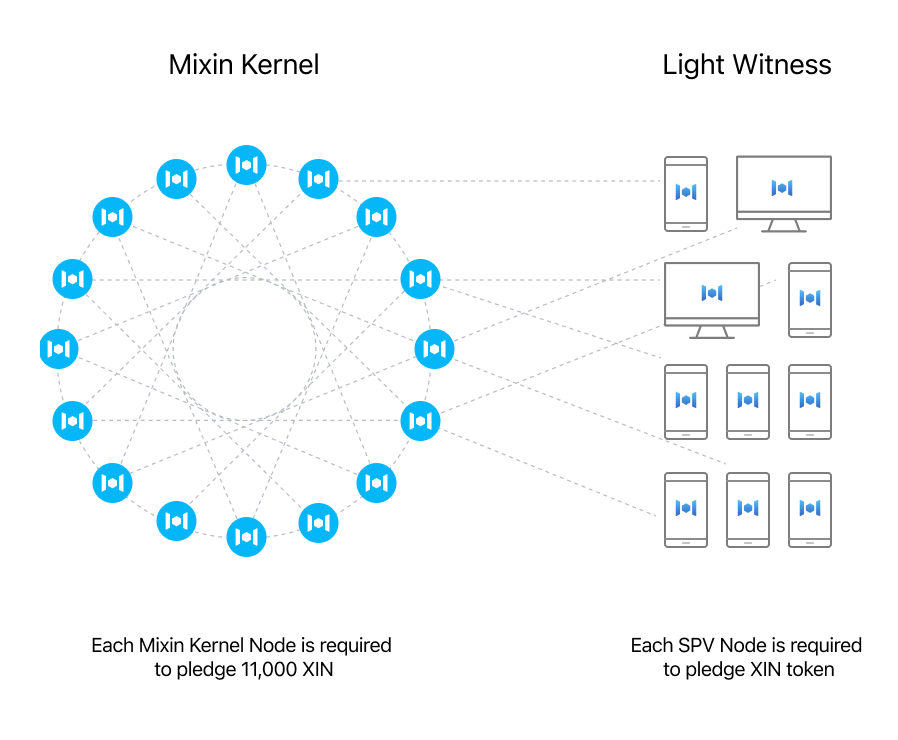 Mixin Kernel
Light Witness
Each Mixin Kernel Node is required
to pledge 11,000 XIN
Each SPV Node is required
to pledge XIN token